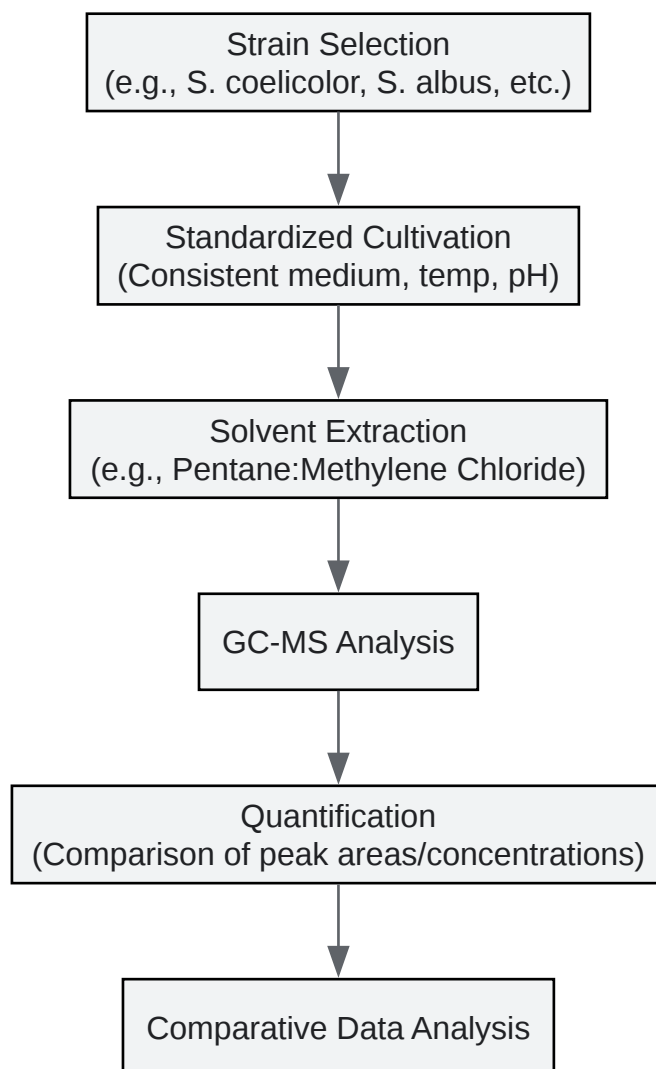 Strain Selection
(e.g., S. coelicolor, S. albus, etc.)
Standardized Cultivation
(Consistent medium, temp, pH)
Solvent Extraction
(e.g., Pentane:Methylene Chloride)
GC-MS Analysis
Quantification
(Comparison of peak areas/concentrations)
Comparative Data Analysis